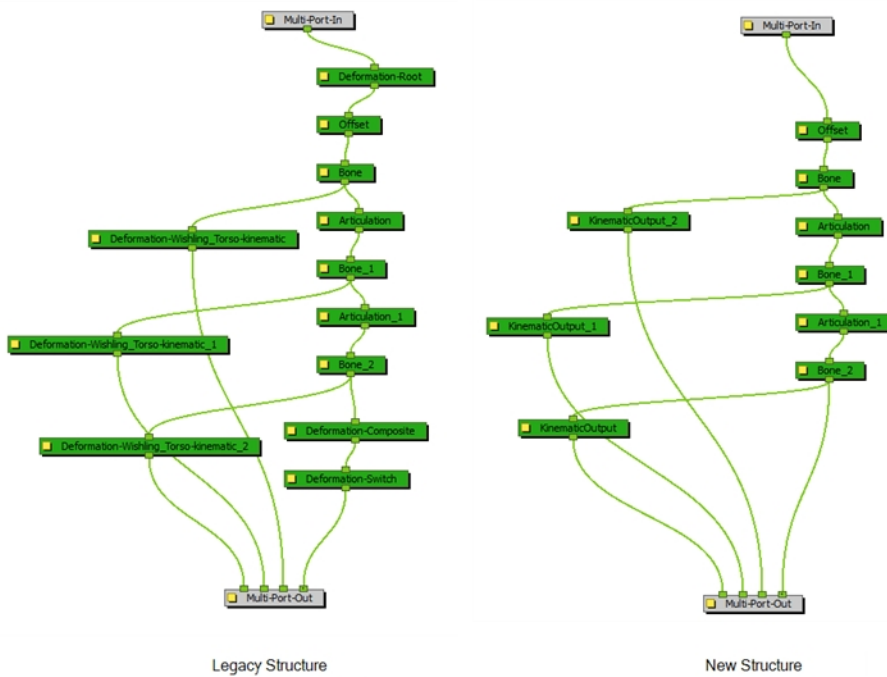 Multi-Port-In
Deformation-Root
Offset
Bone
Articulation
Deformation-Wishling_Torso-kinematic
Bone_1
Articulation_1
Deformation-Wishling_Torso-kinematic_1
Bone_2
Deformation-Composite
Deformation-Wishling_Torso-kinematic_2
Deformation-Switch
Multi-Port-Out
Legacy Structure
Multi-Port-In
Offset
Bone
KinematicOutput_2
Articulation
Bone_1
KinematicOutput_1
Articulation_1
Bone_2
KinematicOutput
Multi-Port-Out
New Structure